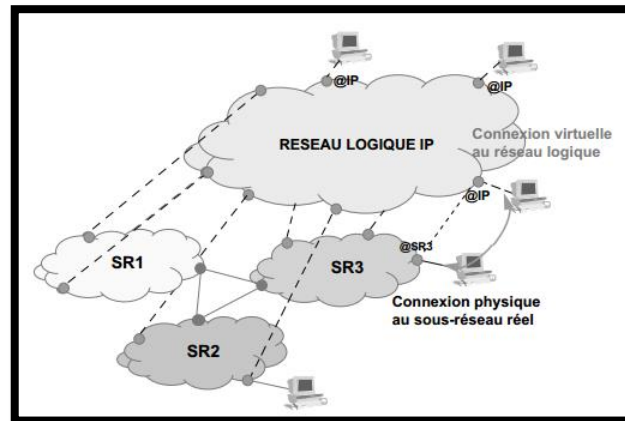 @IP
@IP
RESEAU LOGIQUE IP
Connexion virtuelle
au réseau logique
@IP
@SR3
SR1
SR3
Connexion physique
au sous-réseau réel
SR2